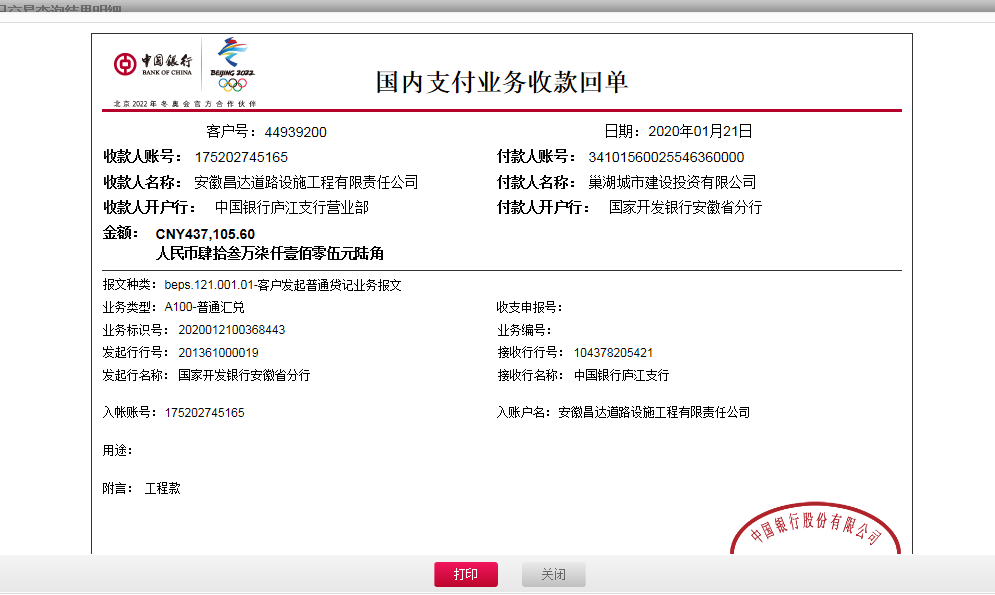 日交易查询结果明细
中国银行
BANK OF CHINA
BEIJING 2022
北京2022年冬奥会官方合作伙伴
国内支付业务收款回单
客户号：44939200 日期：2020年01月21日
收款人账号：175202745165 付款人账号：34101560025546360000
收款人名称：安徽昌达道路设施工程有限责任公司 付款人名称：巢湖城市建设投资有限公司
收款人开户行：中国银行庐江支行营业部 付款人开户行：国家开发银行安徽省分行
金额：CNY437,105.60
人民币肆拾叁万柒仟壹佰零伍元陆角
报文种类：beps.121.001.01-客户发起普通贷记业务报文
业务类型：A100-普通汇兑 收支申报号：
业务标识号：2020012100368443 业务编号：
发起行行号：201361000019 接收行行号：104378205421
发起行名称：国家开发银行安徽省分行 接收行名称：中国银行庐江支行
入帐账号：175202745165 入账户名：安徽昌达道路设施工程有限责任公司
用途：
附言：工程款
中国银行股份有限公司
打印 关闭